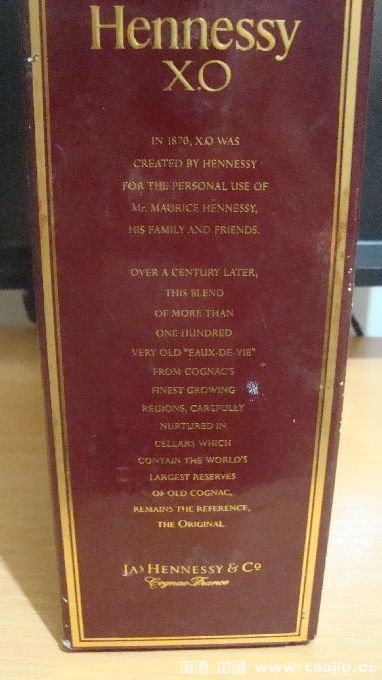 Hennessy
X.O
IN 1870, X.O WAS
CREATED BY HENNESSY
FOR THE PERSONAL USE OF
Mr. MAURICE HENNESSY,
HIS FAMILY AND FRIENDS.
OVER A CENTURY LATER,
THIS BLEND
OF MORE THAN
ONE HUNDRED
VERY OLD "EAUX-DE-VIE"
FROM COGNAC'S
FINEST GROWING
REGIONS, CAREFULLY
NURTURED IN
CELLARS WHICH
CONTAIN THE WORLD'S
LARGEST RESERVES
OF OLD COGNAC,
REMAINS THE REFERENCE,
THE ORIGINAL.
JAs HENNESSY & Co
Cognac France
www.taojiu.cc